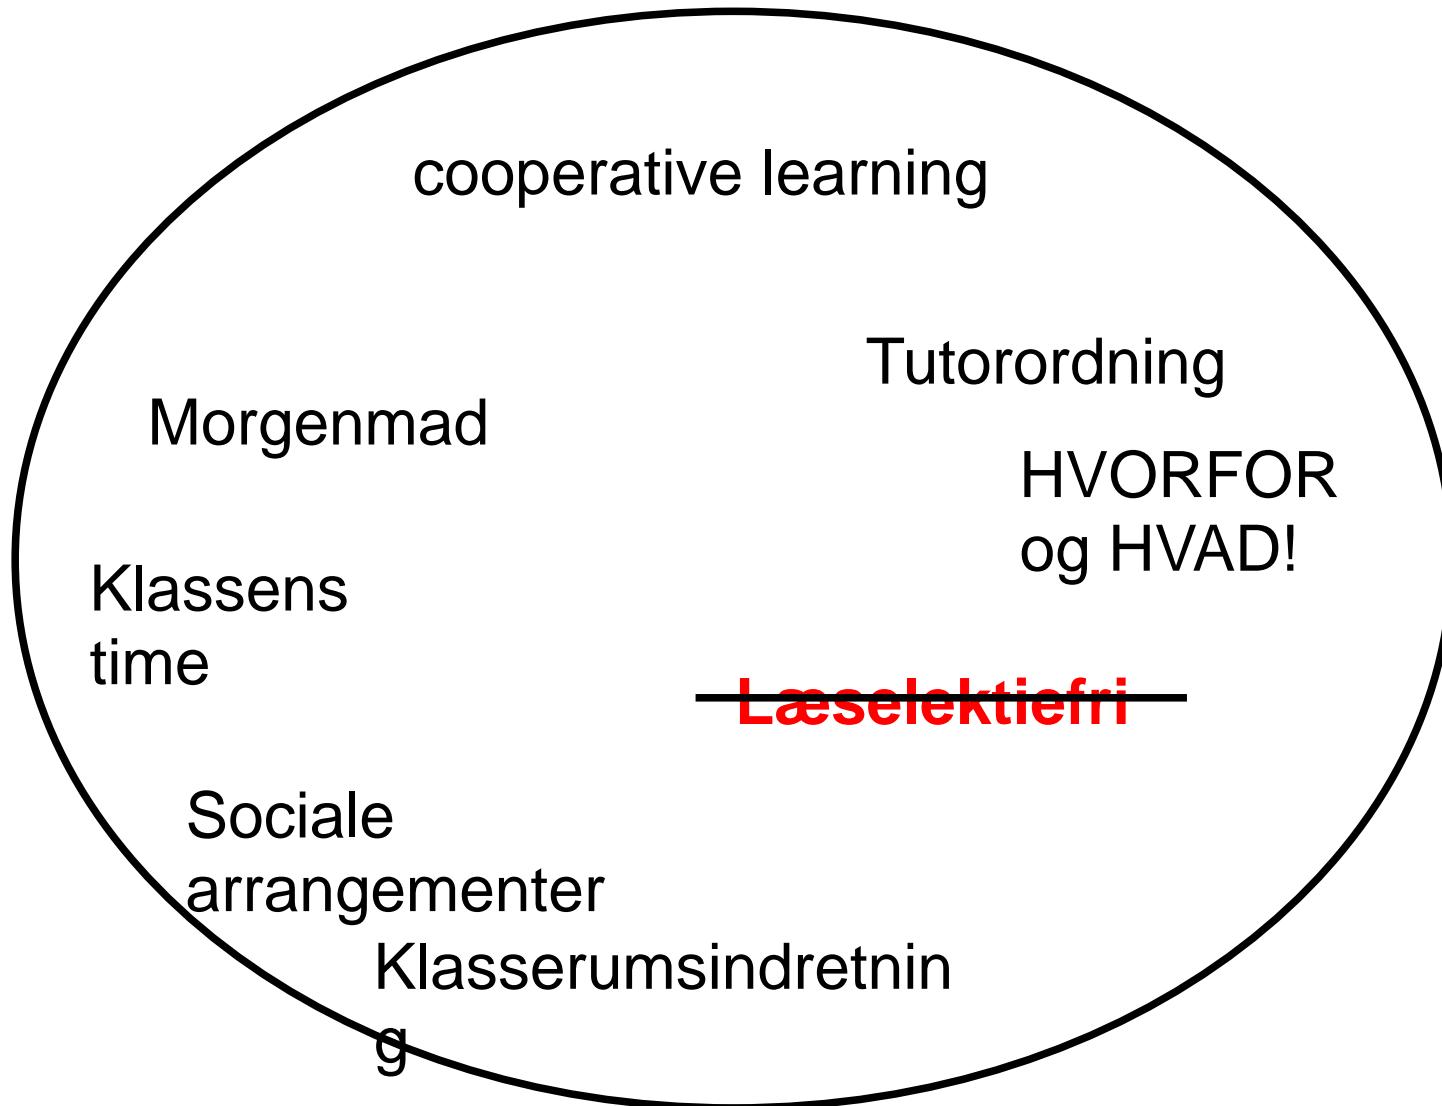 cooperative learning
Tutorordning
Morgenmad
HVORFOR
og HVAD!
Klassens
time
Læselektiefri
Sociale
arrangementer
Klasserumsindretnin
g